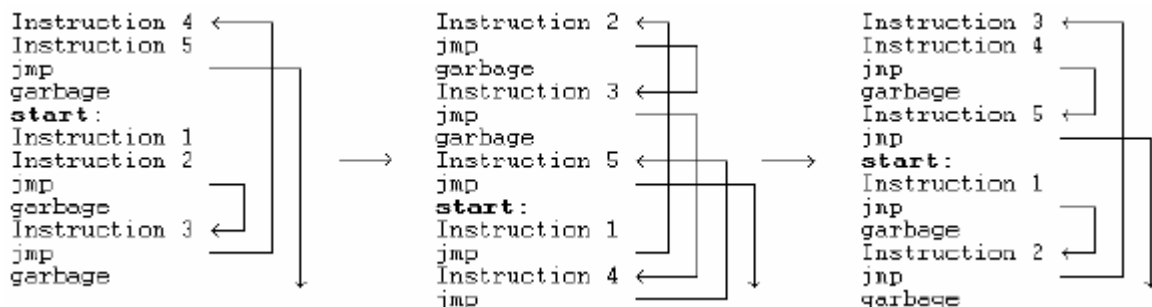 Instruction 4
Instruction 5
jmp
garbage
start:
Instruction 1
Instruction 2
jmp
garbage
Instruction 3
jmp
garbage
Instruction 2
jmp
garbage
Instruction 3
jmp
garbage
Instruction 5
jmp
start:
Instruction 1
jmp
Instruction 4
jmp
Instruction 3
Instruction 4
jmp
garbage
Instruction 5
jmp
start:
Instruction 1
jmp
garbage
Instruction 2
jmp
garbage